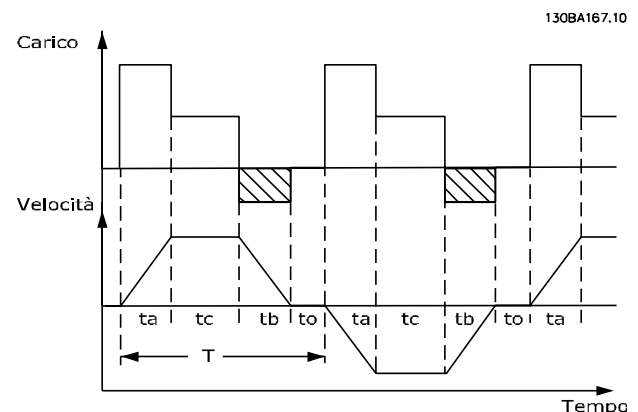 130BA167.10
Carico
Velocità
ta tc tb to ta tc tb to ta
T
Tempo